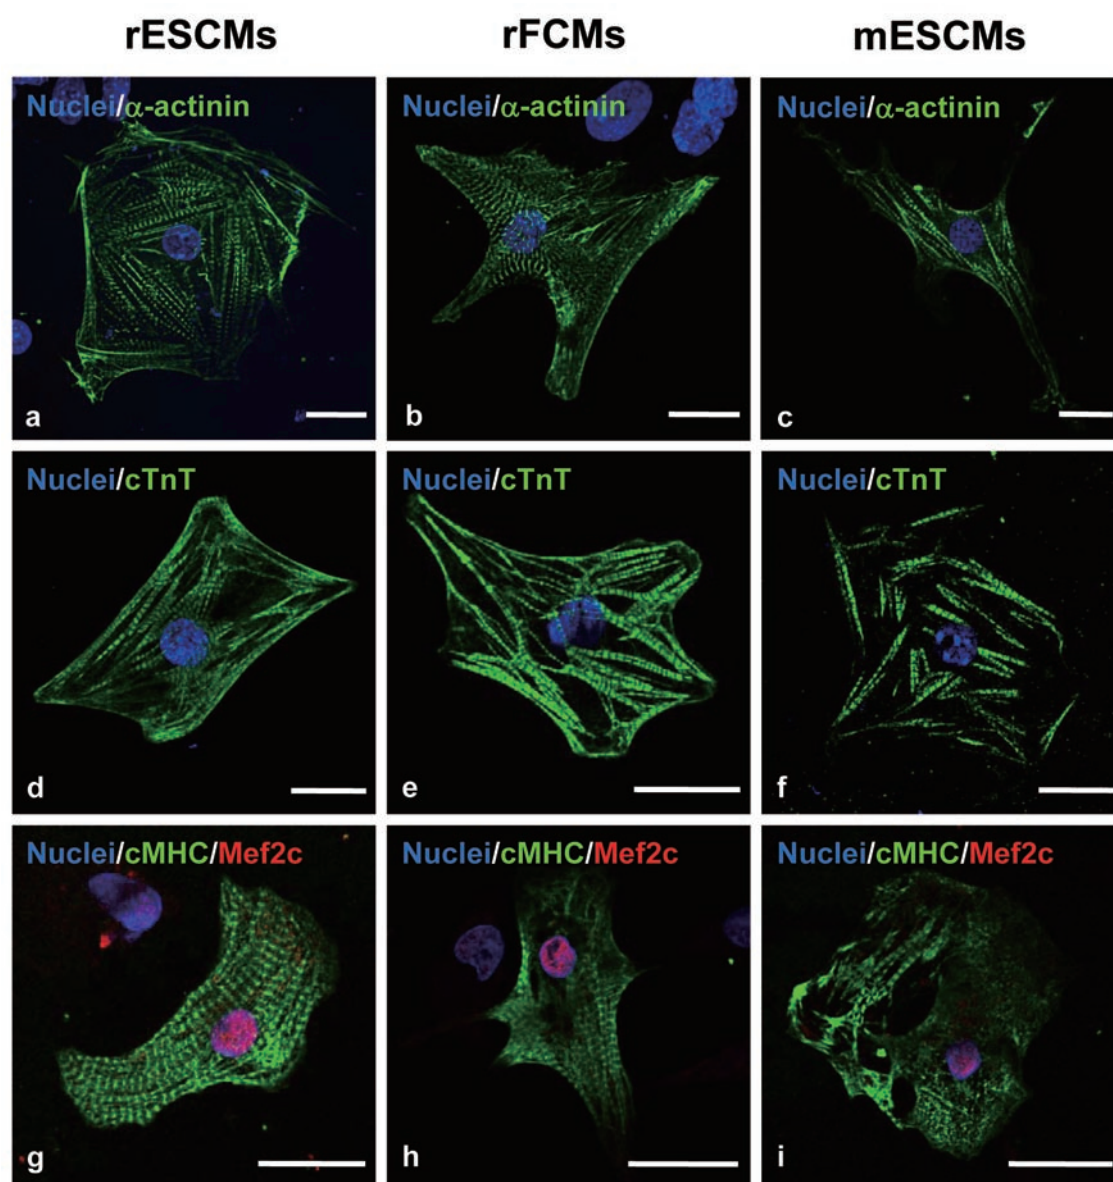 rESCMs rFCMs mESCMs
Nuclei/α-actinin Nuclei/α-actinin Nuclei/α-actinin
a b c
Nuclei/cTnT Nuclei/cTnT Nuclei/cTnT
d e f
Nuclei/cMHC/Mef2c Nuclei/cMHC/Mef2c Nuclei/cMHC/Mef2c
g h i